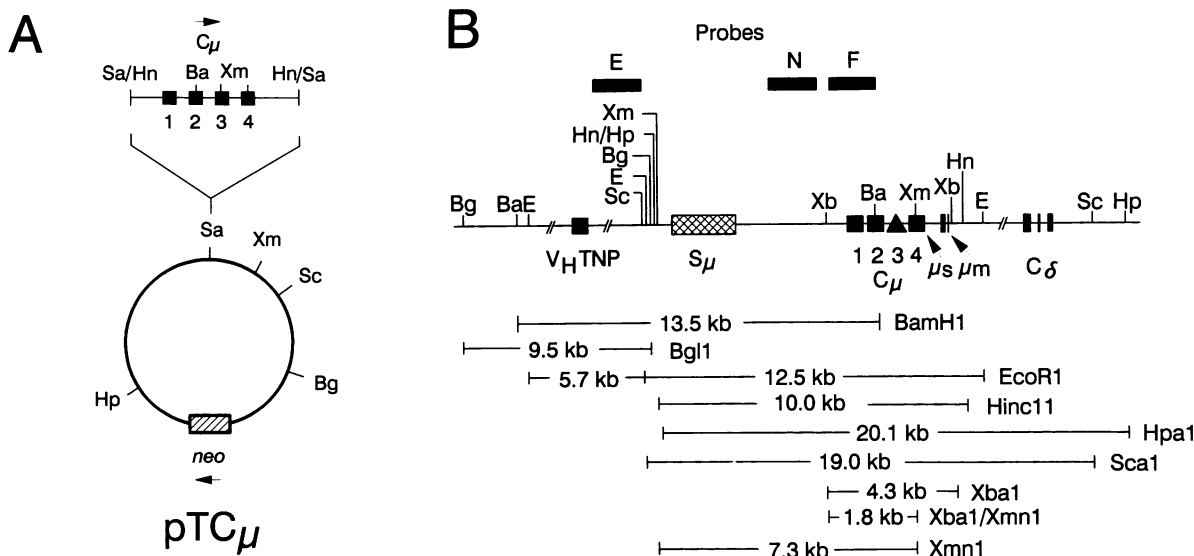 A
Cμ
Sa/Hn Ba Xm Hn/Sa
1 2 3 4
Sa
Xm
Sc
Bg
Hp
neo
pTCμ
B
Probes
E N F
Xm
Hn/Hp
Bg
E
Sc
Bg Ba E Xb Ba Xm Xb Hn E Sc Hp
VHTNP Sμ 1 2 3 4 μs μm Cδ
Cμ
13.5 kb BamH1
9.5 kb Bgl1
5.7 kb 12.5 kb EcoR1
10.0 kb Hinc11
20.1 kb Hpa1
19.0 kb Sca1
4.3 kb Xba1
1.8 kb Xba1/Xmn1
7.3 kb Xmn1